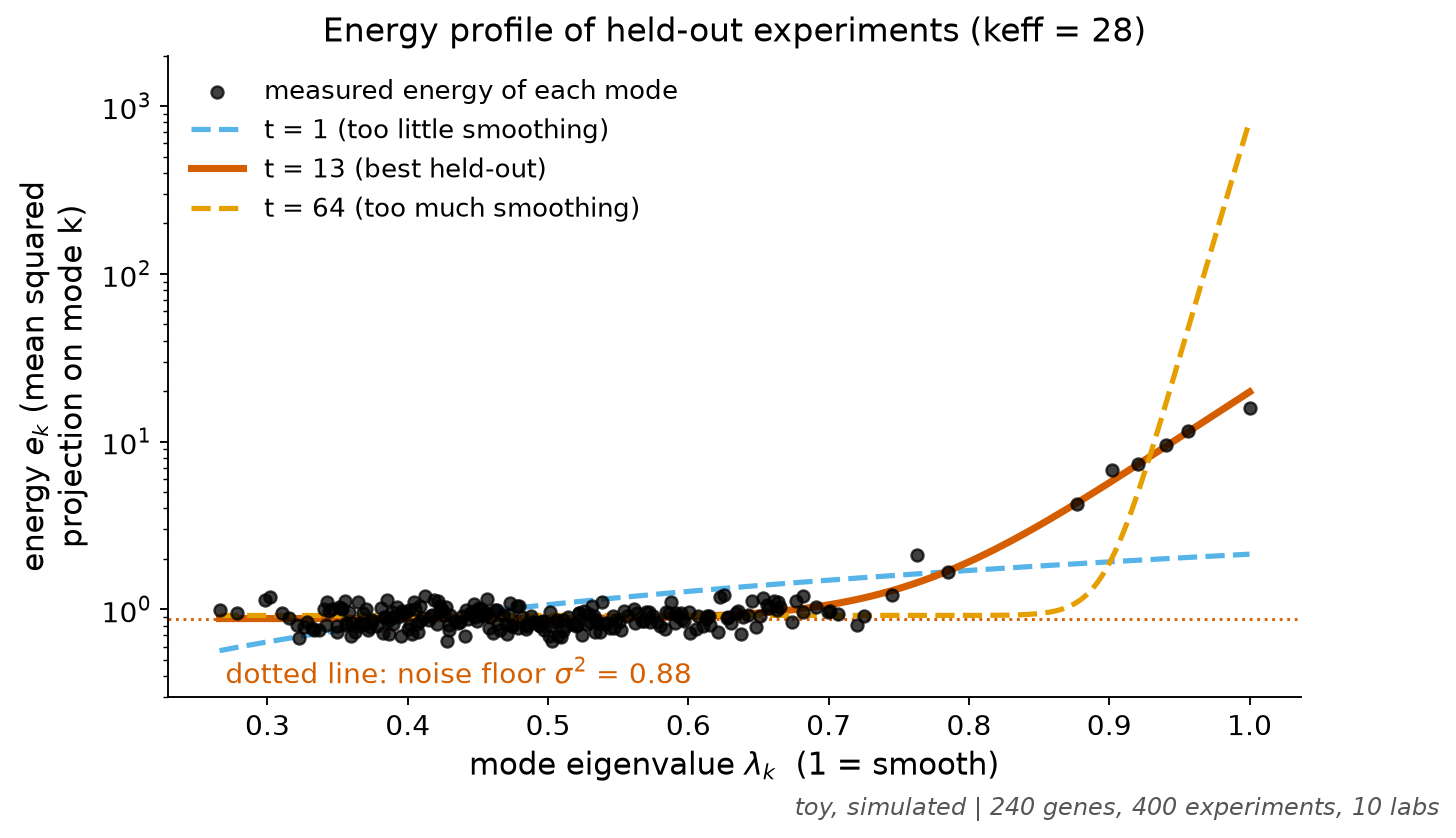 Energy profile of held-out experiments (keff = 28)
measured energy of each mode
t = 1 (too little smoothing)
t = 13 (best held-out)
t = 64 (too much smoothing)
10³
10²
10¹
10⁰
energy eₖ (mean squared
projection on mode k)
dotted line: noise floor σ² = 0.88
0.3 0.4 0.5 0.6 0.7 0.8 0.9 1.0
mode eigenvalue λₖ (1 = smooth)
toy, simulated | 240 genes, 400 experiments, 10 labs